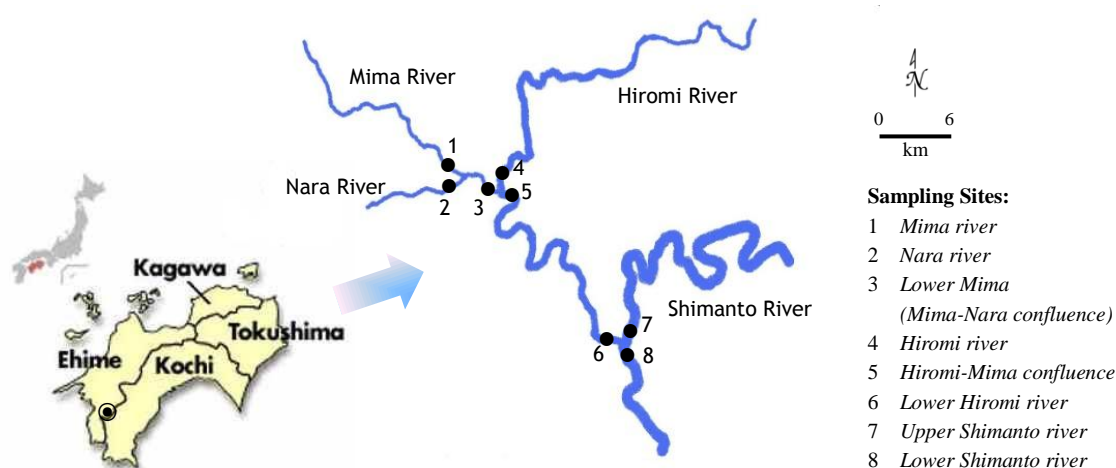 Mima River
Hiromi River
N
0 6
km
1
4
Nara River
2
3
5
Sampling Sites:
1 Mima river
2 Nara river
3 Lower Mima
(Mima-Nara confluence)
4 Hiromi river
5 Hiromi-Mima confluence
6 Lower Hiromi river
7 Upper Shimanto river
8 Lower Shimanto river
Kagawa
Tokushima
Ehime
Kochi
Shimanto River
7
6
8